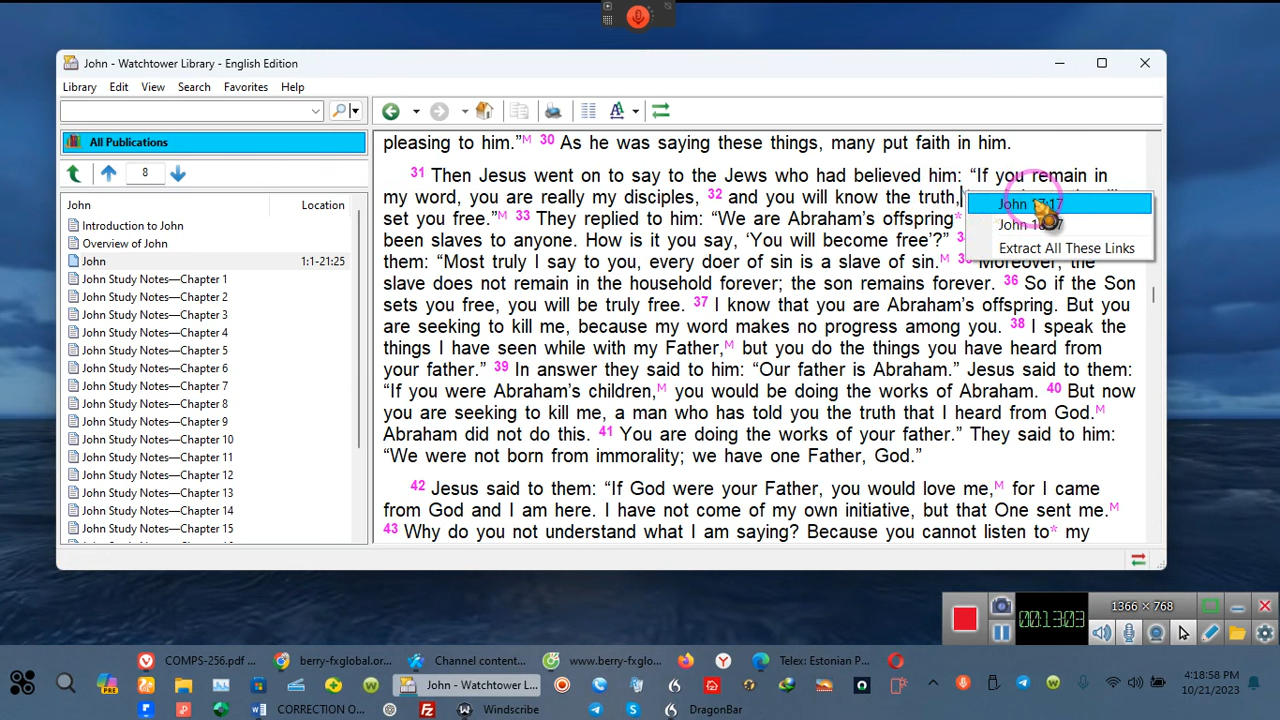 John - Watchtower Library - English Edition
Library Edit View Search Favorites Help
All Publications
8
John Location
Introduction to John
Overview of John
John 1:1-21:25
John Study Notes—Chapter 1
John Study Notes—Chapter 2
John Study Notes—Chapter 3
John Study Notes—Chapter 4
John Study Notes—Chapter 5
John Study Notes—Chapter 6
John Study Notes—Chapter 7
John Study Notes—Chapter 8
John Study Notes—Chapter 9
John Study Notes—Chapter 10
John Study Notes—Chapter 11
John Study Notes—Chapter 12
John Study Notes—Chapter 13
John Study Notes—Chapter 14
John Study Notes—Chapter 15
pleasing to him.”M 30 As he was saying these things, many put faith in him.
31 Then Jesus went on to say to the Jews who had believed him: “If you remain in
my word, you are really my disciples, 32 and you will know the truth,
set you free.”M 33 They replied to him: “We are Abraham’s offspring*
been slaves to anyone. How is it you say, ‘You will become free’?”
them: “Most truly I say to you, every doer of sin is a slave of sin.M Moreover, the
slave does not remain in the household forever; the son remains forever. 36 So if the Son
sets you free, you will be truly free. 37 I know that you are Abraham’s offspring. But you
are seeking to kill me, because my word makes no progress among you. 38 I speak the
things I have seen while with my Father,M but you do the things you have heard from
your father.” 39 In answer they said to him: “Our father is Abraham.” Jesus said to them:
“If you were Abraham’s children,M you would be doing the works of Abraham. 40 But now
you are seeking to kill me, a man who has told you the truth that I heard from God.M
Abraham did not do this. 41 You are doing the works of your father.” They said to him:
“We were not born from immorality; we have one Father, God.”
42 Jesus said to them: “If God were your Father, you would love me,M for I came
from God and I am here. I have not come of my own initiative, but that One sent me.M
43 Why do you not understand what I am saying? Because you cannot listen to* my
John 17:17
John
Extract All These Links
1366 × 768
00:13:03
COMPS-256.pdf ...
berry-fxglobal.or...
Channel content...
www.berry-fxglo...
Telex: Estonian P...
PRE
John - Watchtower L...
CORRECTION O...
Windscribe
DragonBar
4:18:58 PM
10/21/2023